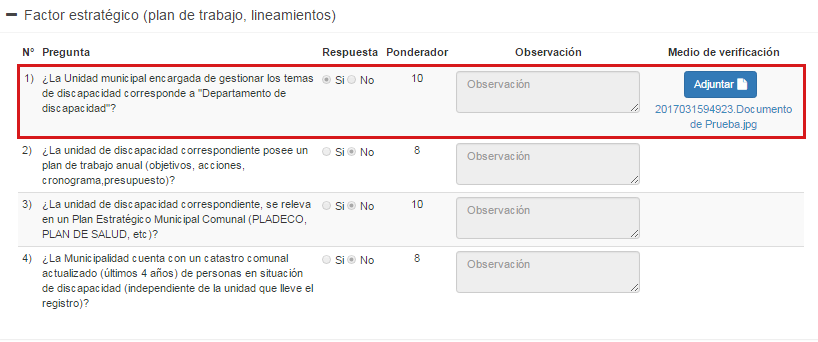 Factor estratégico (plan de trabajo, lineamientos)
N° Pregunta Respuesta Ponderador Observación Medio de verificación
1) ¿La Unidad municipal encargada de gestionar los temas
de discapacidad corresponde a "Departamento de
discapacidad"?
Si No
10
Observación
Adjuntar
2017031594923.Documento
de Prueba.jpg
2) ¿La unidad de discapacidad correspondiente posee un
plan de trabajo anual (objetivos, acciones,
cronograma,presupuesto)?
Si No
8
Observación
3) ¿La unidad de discapacidad correspondiente, se releva
en un Plan Estratégico Municipal Comunal (PLADECO,
PLAN DE SALUD, etc)?
Si No
10
Observación
4) ¿La Municipalidad cuenta con un catastro comunal
actualizado (últimos 4 años) de personas en situación
de discapacidad (independiente de la unidad que lleve el
registro)?
Si No
8
Observación